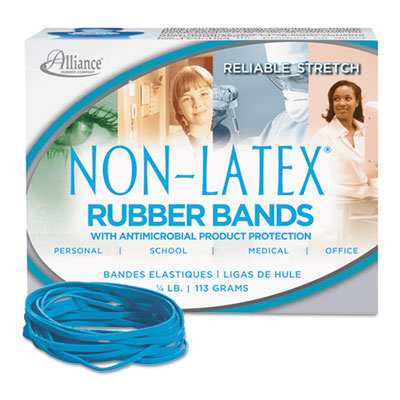 Alliance
RUBBER COMPANY
RELIABLE STRETCH
NON-LATEX®
RUBBER BANDS
WITH ANTIMICROBIAL PRODUCT PROTECTION
PERSONAL | SCHOOL | MEDICAL | OFFICE
BANDES ELASTIQUES | LIGAS DE HULE
¼ LB. | 113 GRAMS